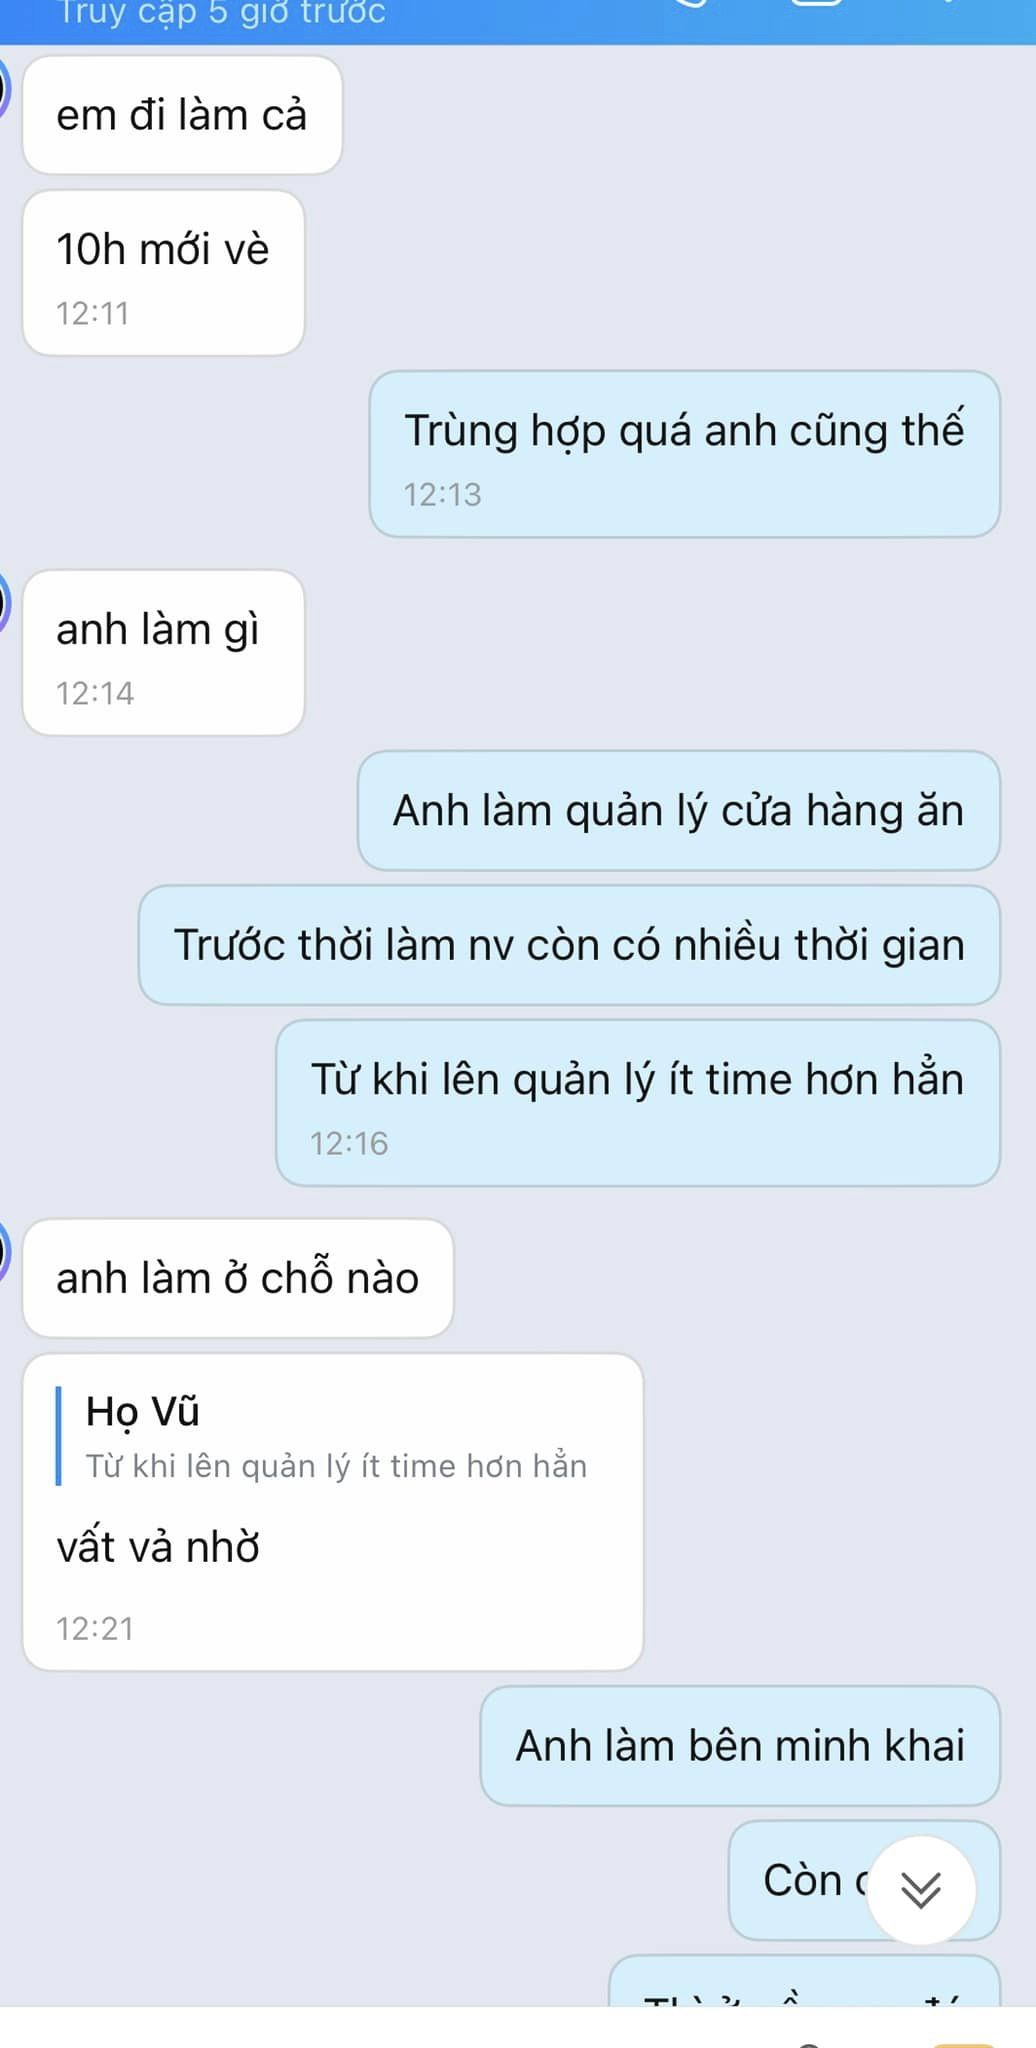 Truy cập 5 giờ trước
em đi làm cả
10h mới vè
12:11
Trùng hợp quá anh cũng thế
12:13
anh làm gì
12:14
Anh làm quản lý cửa hàng ăn
Trước thời làm nv còn có nhiều thời gian
Từ khi lên quản lý ít time hơn hẳn
12:16
anh làm ở chỗ nào
Họ Vũ
Từ khi lên quản lý ít time hơn hẳn
vất vả nhờ
12:21
Anh làm bên minh khai
Còn